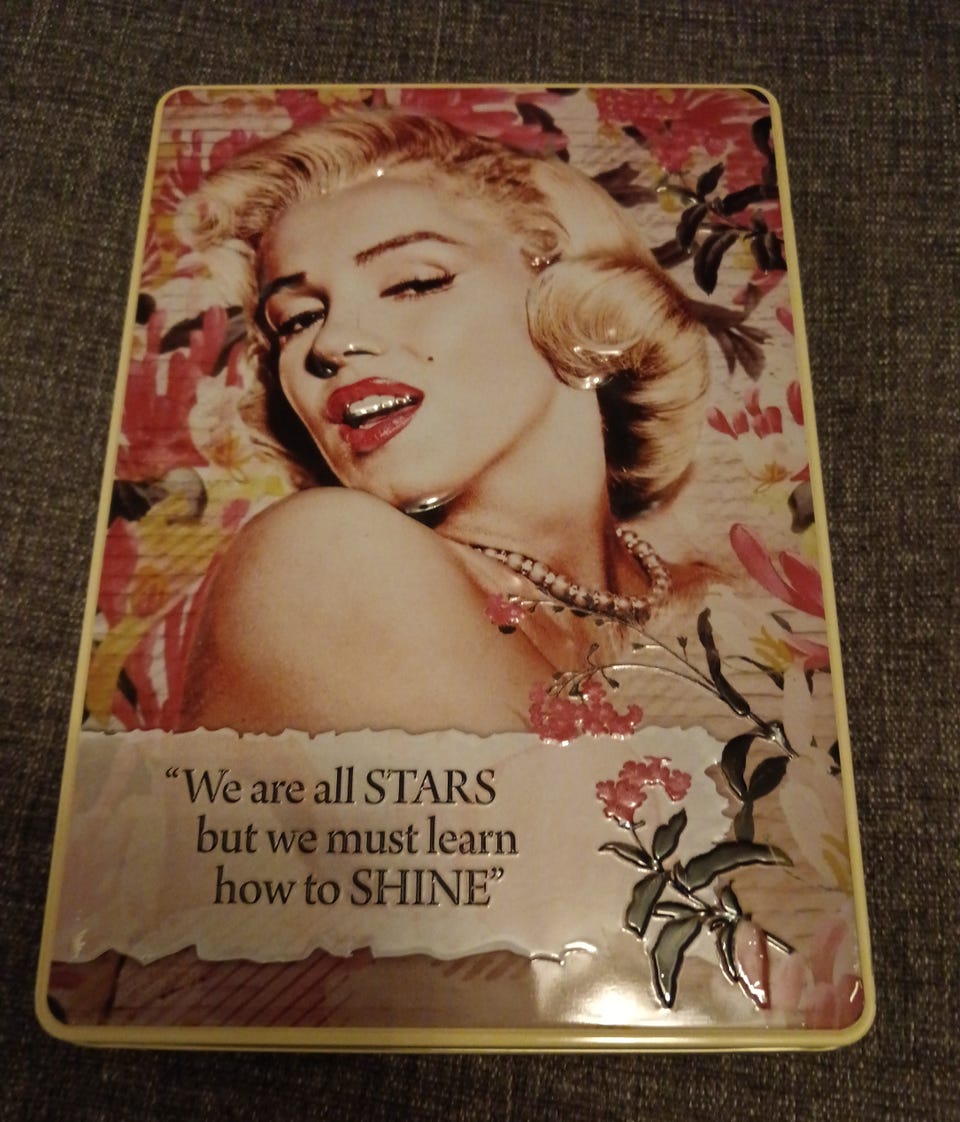 “We are all STARS
but we must learn
how to SHINE”